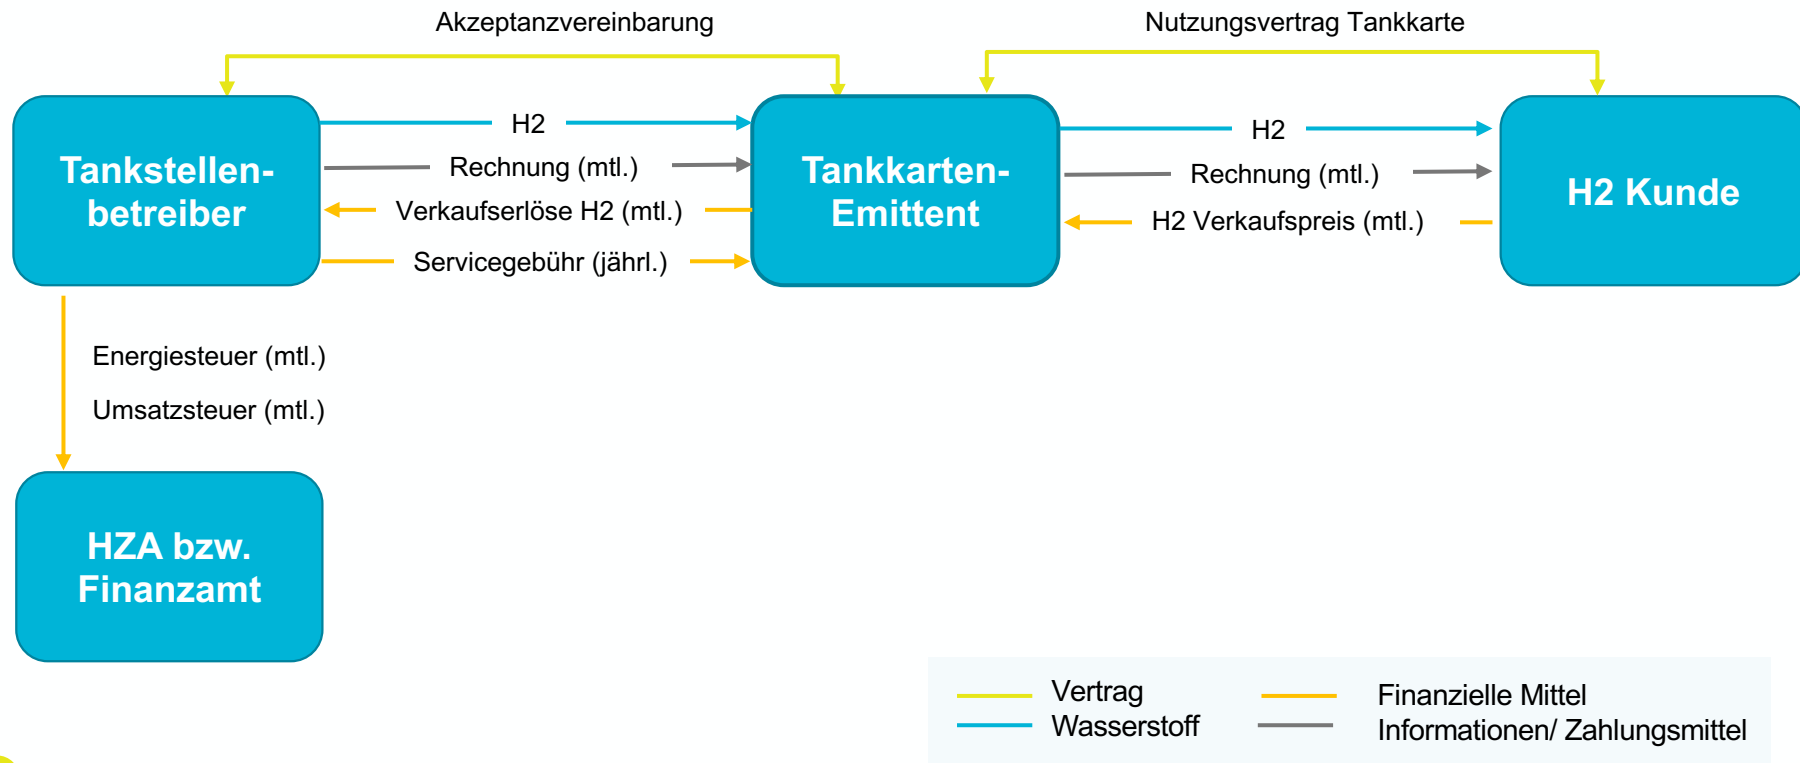 Akzeptanzvereinbarung
Nutzungsvertrag Tankkarte
Tankstellen-
betreiber
H2
Rechnung (mtl.)
Verkaufserlöse H2 (mtl.)
Servicegebühr (jährl.)
Tankkarten-
Emittent
H2
Rechnung (mtl.)
H2 Verkaufspreis (mtl.)
H2 Kunde
Energiesteuer (mtl.)
Umsatzsteuer (mtl.)
HZA bzw.
Finanzamt
Vertrag
Wasserstoff
Finanzielle Mittel
Informationen/ Zahlungsmittel